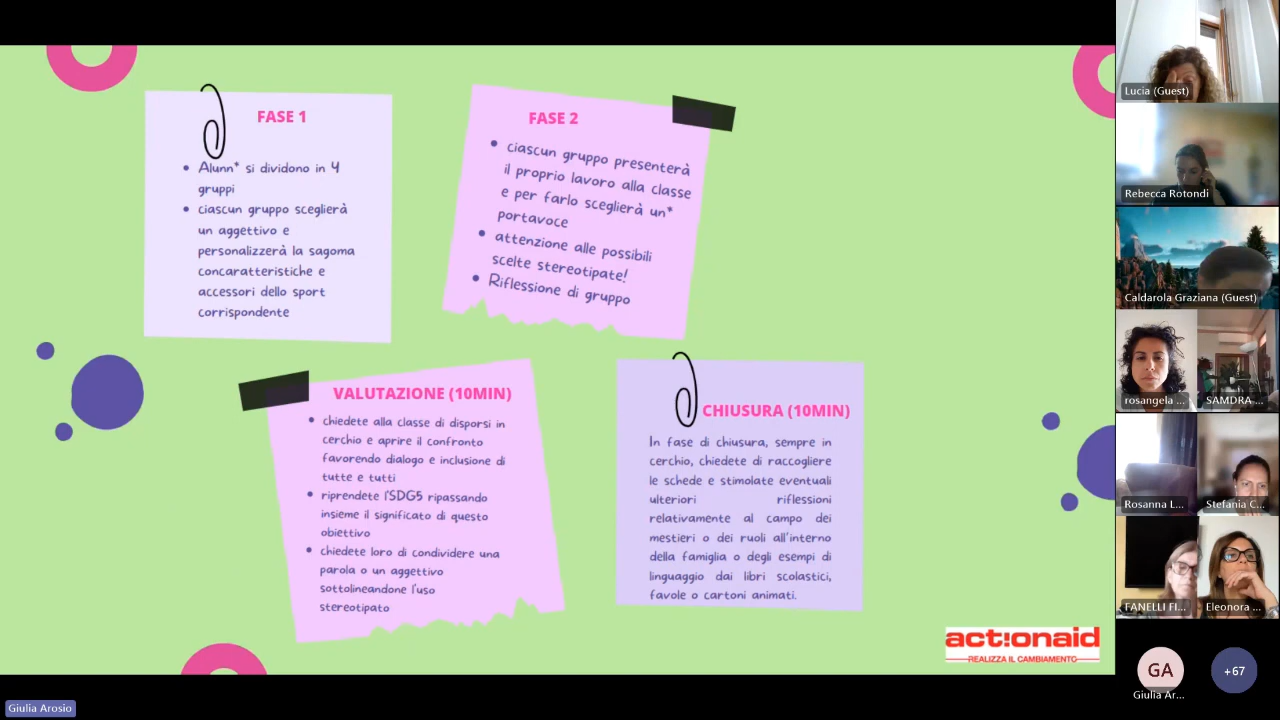 FASE 1
• Alunn* si dividono in 4
gruppi
• ciascun gruppo sceglierà
un aggettivo e
personalizzerà la sagoma
concaratteristiche e
accessori dello sport
corrispondente
FASE 2
• ciascun gruppo presenterà
il proprio lavoro alla classe
e per farlo sceglierà un*
portavoce
• attenzione alle possibili
scelte stereotipate!
• Riflessione di gruppo
VALUTAZIONE (10MIN)
• chiedete alla classe di disporsi in
cerchio e aprire il confronto
favorendo dialogo e inclusione di
tutte e tutti
• riprendete l'SDG5 ripassando
insieme il significato di questo
obiettivo
• chiedete loro di condividere una
parola o un aggettivo
sottolineandone l'uso
stereotipato
CHIUSURA (10MIN)
In fase di chiusura, sempre in
cerchio, chiedete di raccogliere
le schede e stimolate eventuali
ulteriori riflessioni
relativamente al campo dei
mestieri o dei ruoli all'interno
della famiglia o degli esempi di
linguaggio dai libri scolastici,
favole o cartoni animati.
act!onaid
REALIZZA IL CAMBIAMENTO
Giulia Arosio
Lucia (Guest)
Rebecca Rotondi
Caldarola Graziana (Guest)
rosangela ...
SAMDRA ...
Rosanna L...
Stefania C...
FANELLI FI...
Eleonora ...
GA
Giulia Ar...
+67